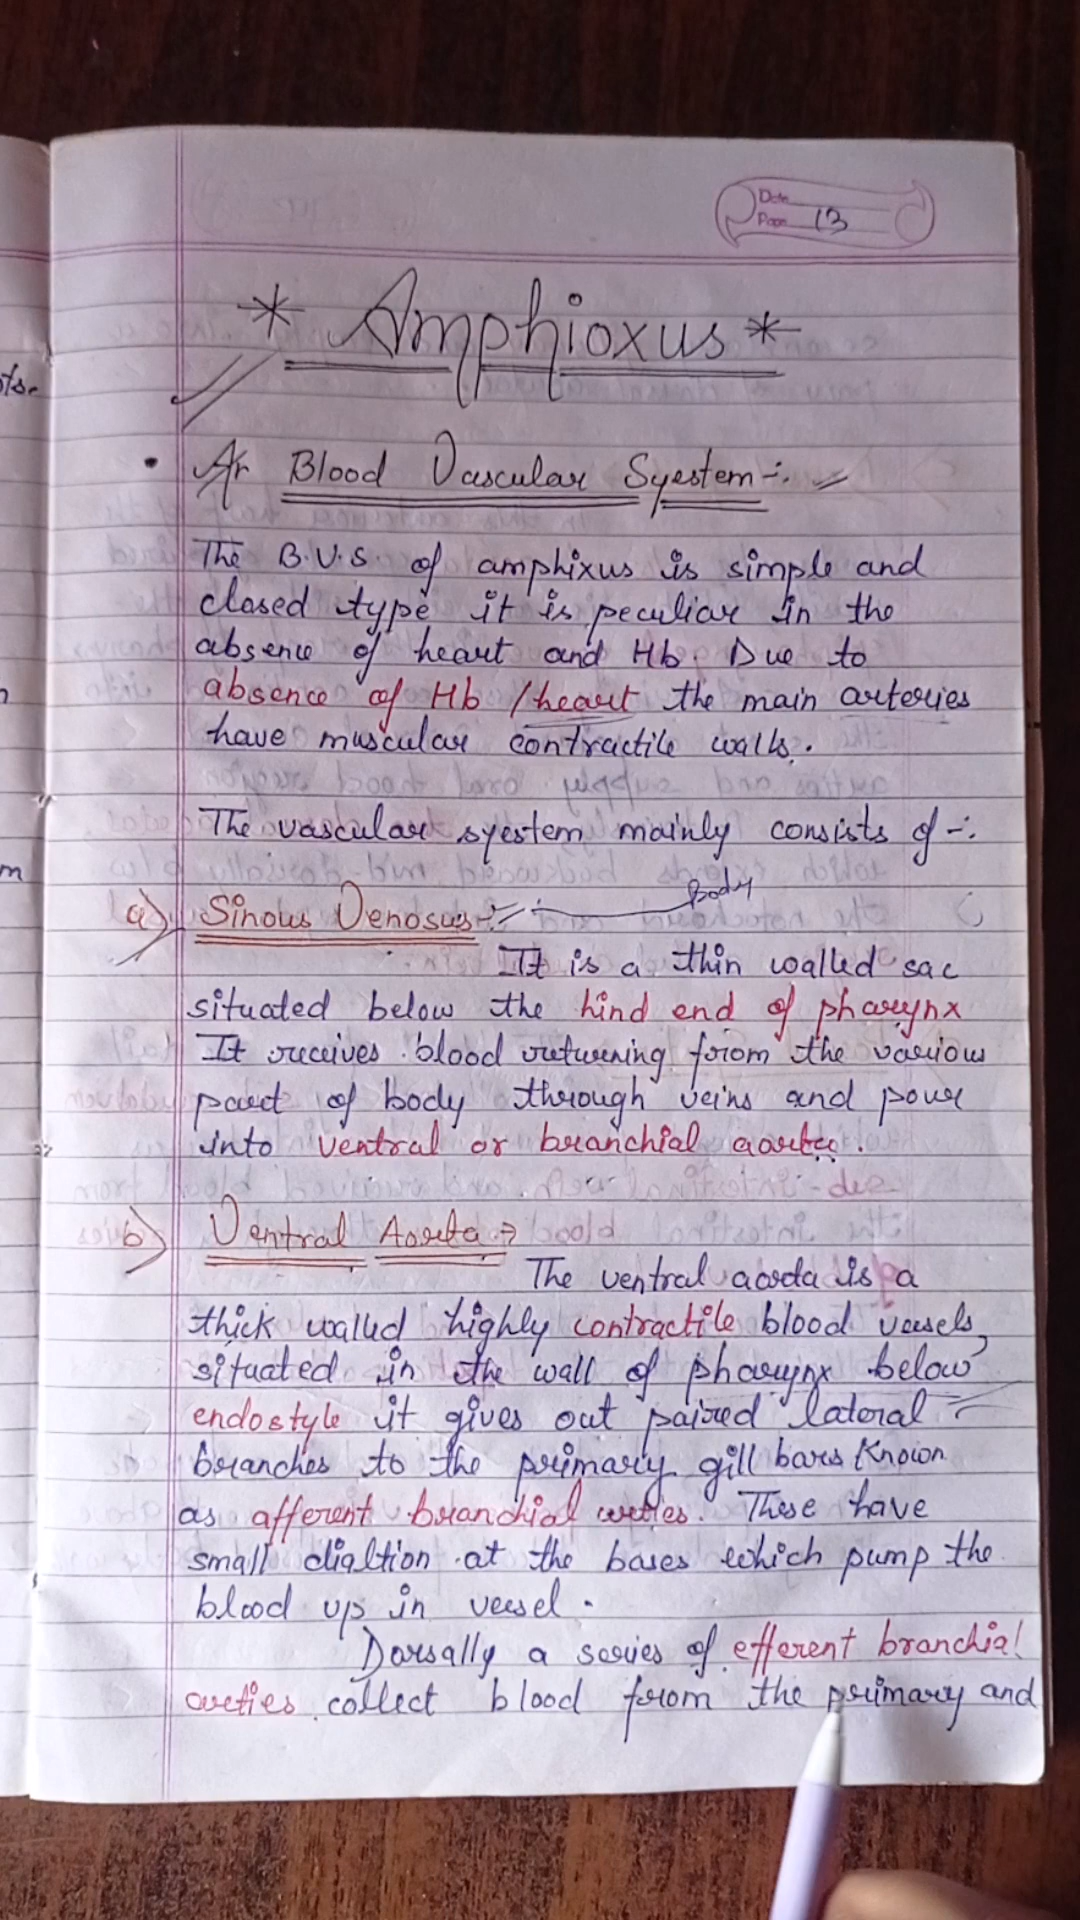 Date
Page 13
* Amphioxus *
• Ar Blood Vascular Syestem -:
The B.V.S. of amphixus is simple and
closed type it is peculiar in the
absence of heart and Hb. Due to
absence of Hb / heart the main arteries
have muscular contractile walls.
The vascular syestem mainly consists of -:
a) Sinous Venosus -: Body
It is a thin walled sac
situated below the hind end of pharynx
It receives blood returning from the various
part of body through veins and pour
into ventral or branchial aorta.
b) Ventral Aorta →
The ventral aorda is a
thick walled highly contractile blood vessels,
situated in the wall of pharynx below
endostyle it gives out paired lateral
branches to the primary gill bars Known
as afferent branchial arties. These have
small dialtion at the bases which pump the
blood up in vessel.
Dorsally a series of efferent branchial
arties collect blood from the primary and